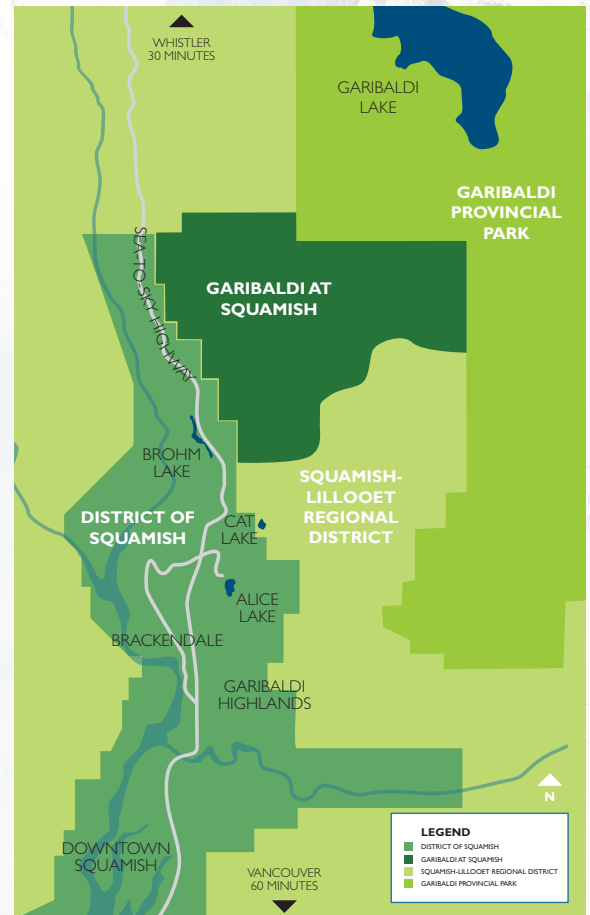 WHISTLER
30 MINUTES
GARIBALDI
LAKE
GARIBALDI
PROVINCIAL
PARK
SEA-TO-SKY HIGHWAY
GARIBALDI AT
SQUAMISH
BROHM
LAKE
SQUAMISH-
LILLOOET
REGIONAL
DISTRICT
DISTRICT OF
SQUAMISH
CAT
LAKE
ALICE
LAKE
BRACKENDALE
GARIBALDI
HIGHLANDS
N
DOWNTOWN
SQUAMISH
VANCOUVER
60 MINUTES
LEGEND
DISTRICT OF SQUAMISH
GARIBALDI AT SQUAMISH
SQUAMISH-LILLOOET REGIONAL DISTRICT
GARIBALDI PROVINCIAL PARK